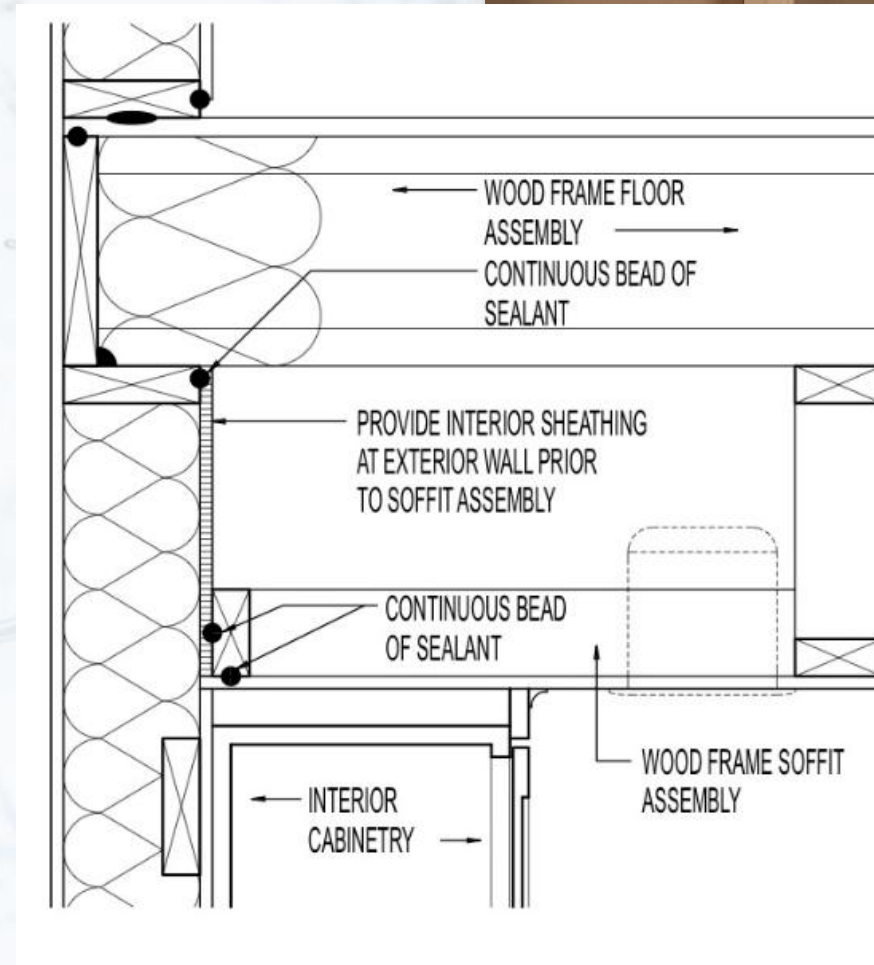 WOOD FRAME FLOOR
ASSEMBLY
CONTINUOUS BEAD OF
SEALANT
PROVIDE INTERIOR SHEATHING
AT EXTERIOR WALL PRIOR
TO SOFFIT ASSEMBLY
CONTINUOUS BEAD
OF SEALANT
WOOD FRAME SOFFIT
ASSEMBLY
INTERIOR
CABINETRY